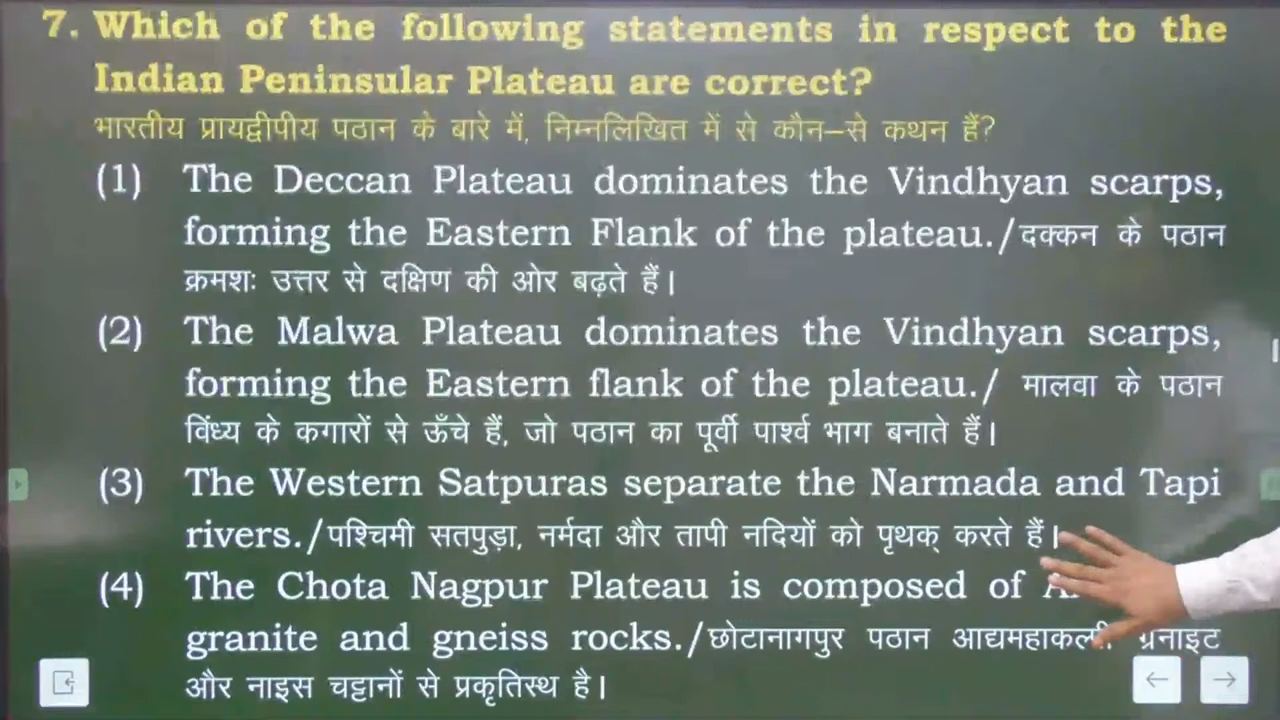 7. Which of the following statements in respect to the
Indian Peninsular Plateau are correct?
भारतीय प्रायद्वीपीय पठान के बारे में, निम्नलिखित में से कौन–से कथन हैं?
(1) The Deccan Plateau dominates the Vindhyan scarps,
forming the Eastern Flank of the plateau./दक्कन के पठान
क्रमशः उत्तर से दक्षिण की ओर बढ़ते हैं।
(2) The Malwa Plateau dominates the Vindhyan scarps,
forming the Eastern flank of the plateau./ मालवा के पठान
विंध्य के कगारों से ऊँचे हैं, जो पठान का पूर्वी पार्श्व भाग बनाते हैं।
(3) The Western Satpuras separate the Narmada and Tapi
rivers./पश्चिमी सतपुड़ा, नर्मदा और तापी नदियों को पृथक् करते हैं।
(4) The Chota Nagpur Plateau is composed of
granite and gneiss rocks./छोटानागपुर पठान ग्रेनाइट
और नाइस चट्टानों से प्रकृतिस्थ है।